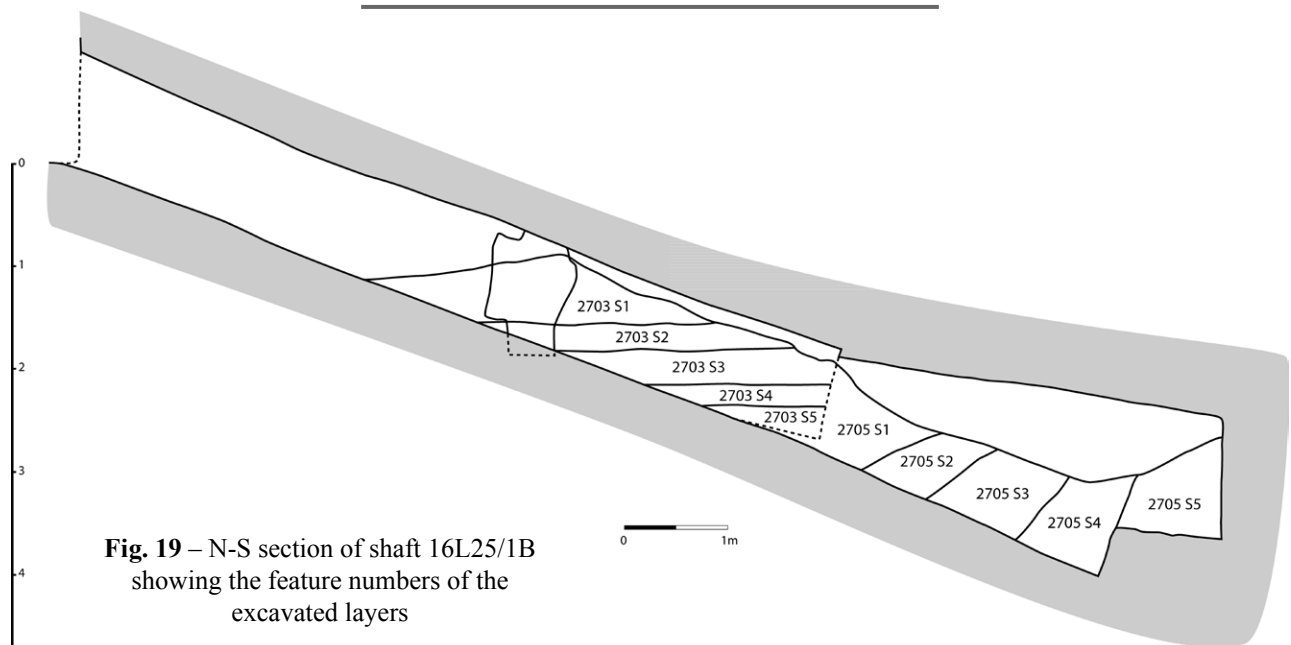 0
1
2
3
4
2703 S1
2703 S2
2703 S3
2703 S4
2703 S5
2705 S1
2705 S2
2705 S3
2705 S4
2705 S5
0 1m
Fig. 19 – N-S section of shaft 16L25/1B
showing the feature numbers of the
excavated layers